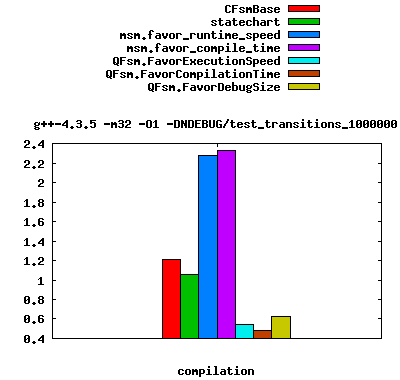 CFsmBase
statechart
msm.favor_runtime_speed
msm.favor_compile_time
QFsm.FavorExecutionSpeed
QFsm.FavorCompilationTime
QFsm.FavorDebugSize
g++-4.3.5 -m32 -O1 -DNDEBUG/test_transitions_1000000
2.4
2.2
2
1.8
1.6
1.4
1.2
1
0.8
0.6
0.4
compilation